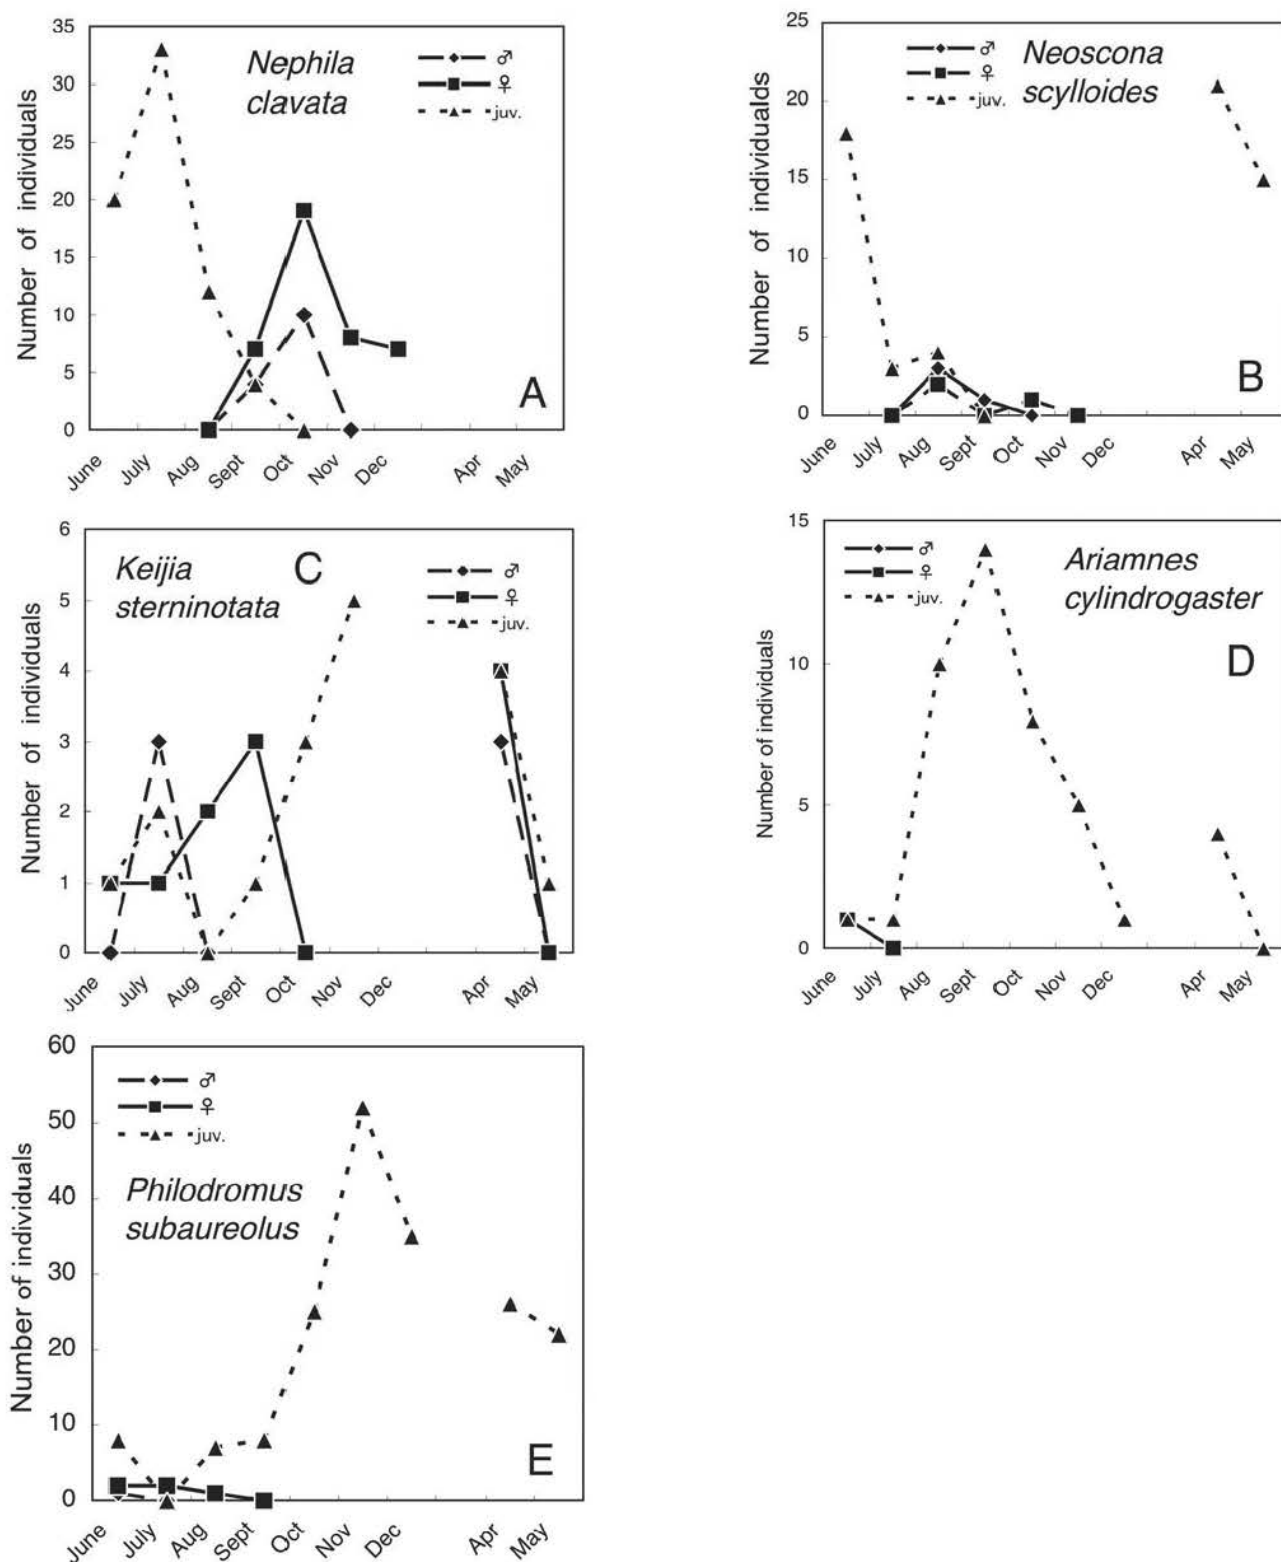 35
30
25
20
15
10
5
0
Number of individuals
Nephila
clavata
♂
♀
juv.
A
June
July
Aug
Sept
Oct
Nov
Dec
Apr
May
25
20
15
10
5
0
Number of individualds
♂
♀
juv.
Neoscona
scylloides
B
June
July
Aug
Sept
Oct
Nov
Dec
Apr
May
6
5
4
3
2
1
0
Number of individuals
Keijia
sterninotata
C
♂
♀
juv.
June
July
Aug
Sept
Oct
Nov
Dec
Apr
May
15
10
5
0
Number of individuals
♂
♀
juv.
Ariamnes
cylindrogaster
D
June
July
Aug
Sept
Oct
Nov
Dec
Apr
May
60
50
40
30
20
10
0
Number of individuals
♂
♀
juv.
Philodromus
subaureolus
E
June
July
Aug
Sept
Oct
Nov
Dec
Apr
May